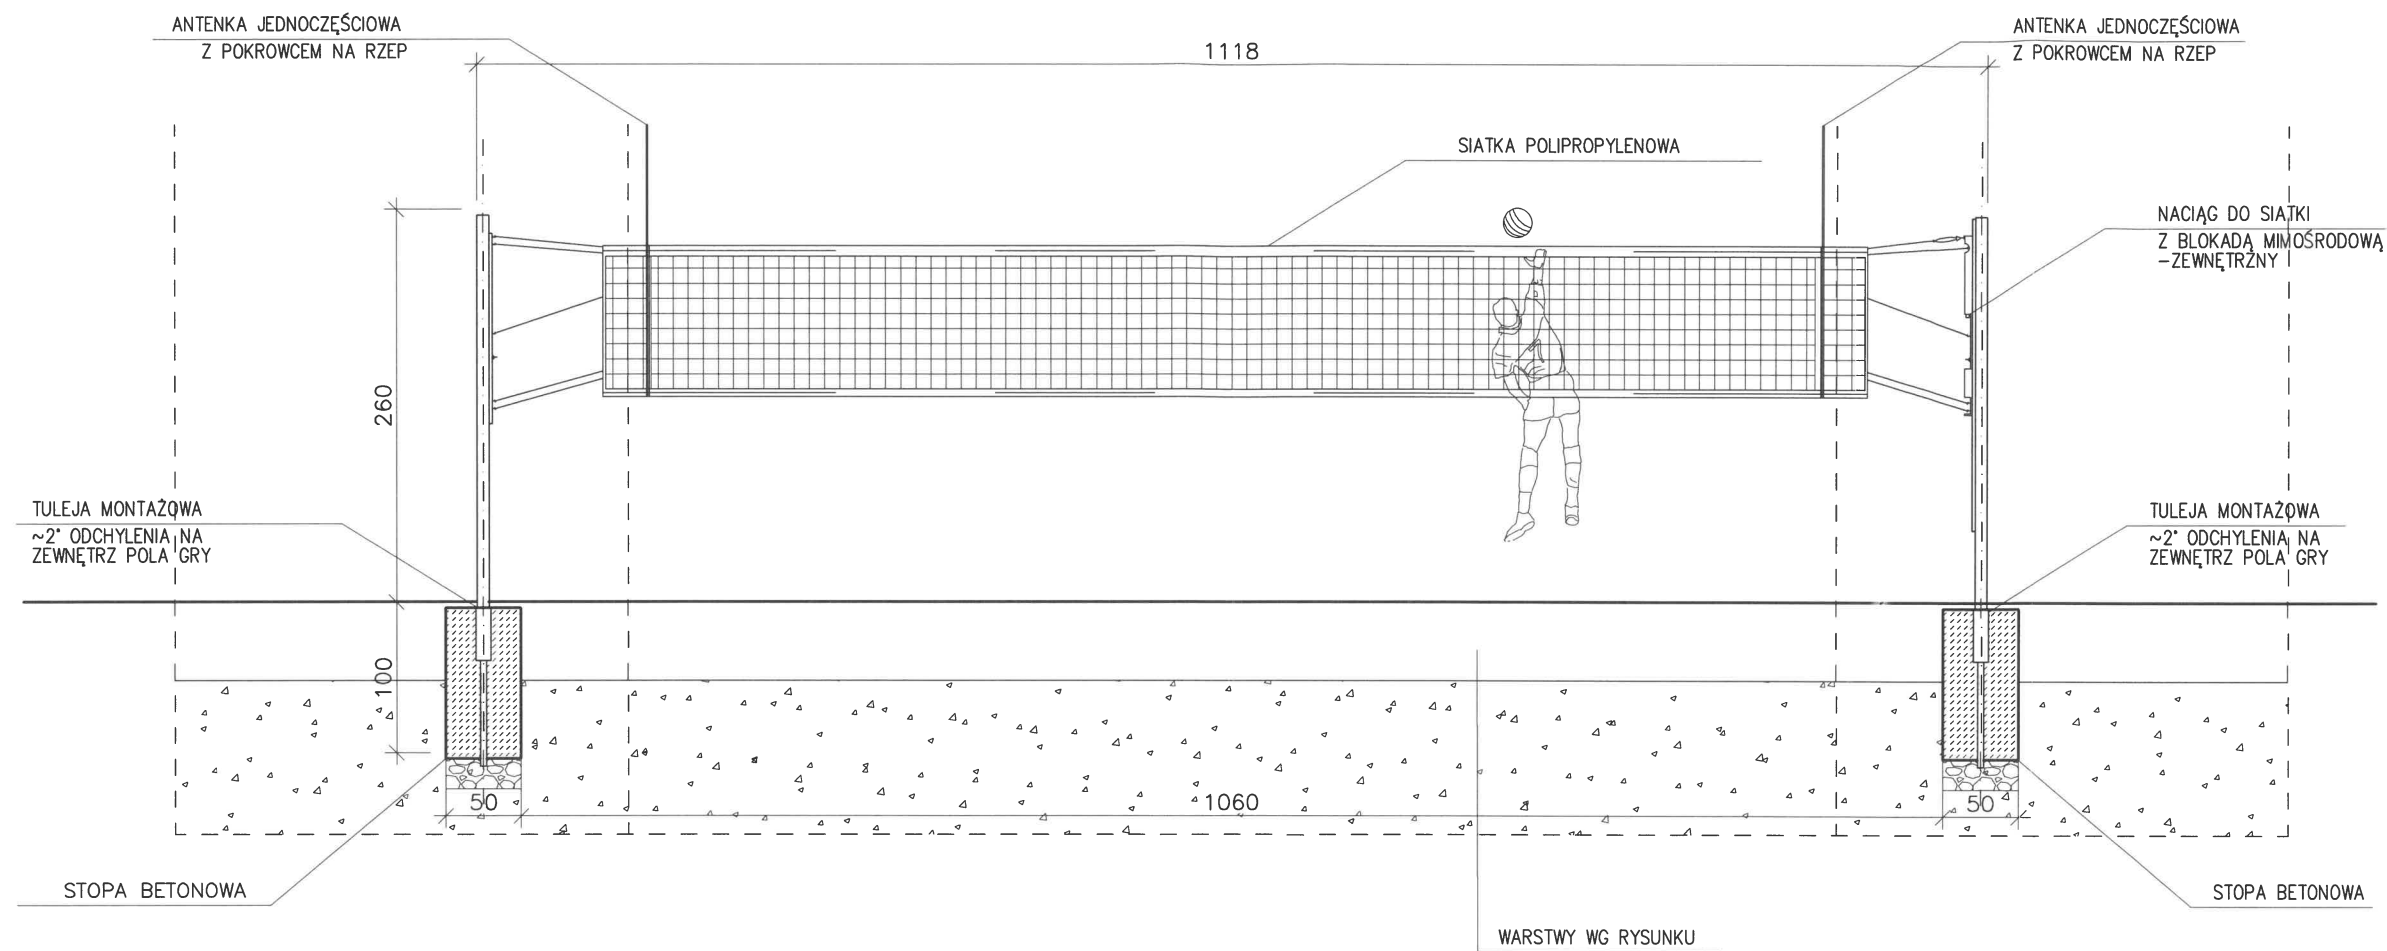 ANTENKA JEDNOCZĘŚCIOWA
Z POKROWCEM NA RZEP
1118
ANTENKA JEDNOCZĘŚCIOWA
Z POKROWCEM NA RZEP
SIATKA POLIPROPYLENOWA
NACIĄG DO SIATKI
Z BLOKADĄ MIMOŚRODOWĄ
-ZEWNĘTRZNY
260
TULEJA MONTAŻOWA
~2° ODCHYLENIA NA
ZEWNĘTRZ POLA GRY
TULEJA MONTAŻOWA
~2° ODCHYLENIA NA
ZEWNĘTRZ POLA GRY
100
50
1060
50
STOPA BETONOWA
STOPA BETONOWA
WARSTWY WG RYSUNKU